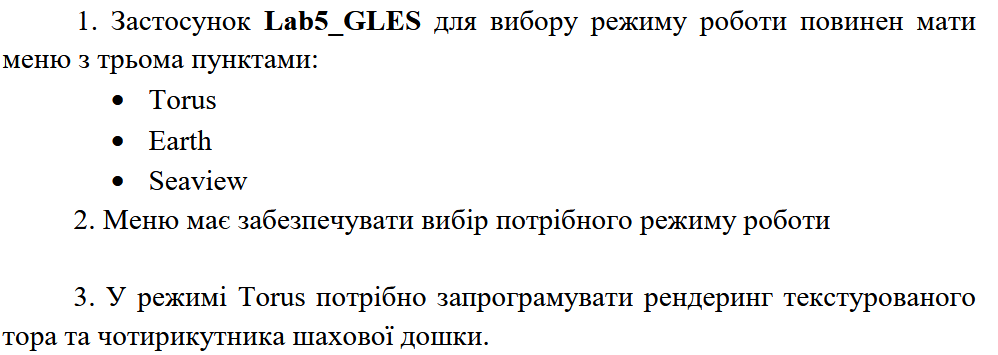 1. Застосунок Lab5_GLES для вибору режиму роботи повинен мати
меню з трьома пунктами:
• Torus
• Earth
• Seaview
2. Меню має забезпечувати вибір потрібного режиму роботи
3. У режимі Torus потрібно запрограмувати рендеринг текстурованого
тора та чотирикутника шахової дошки.